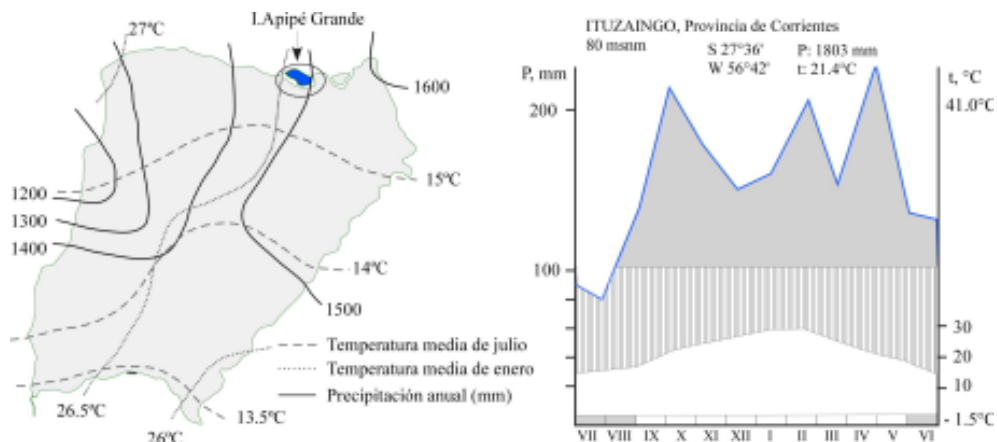 27ºC
I.Apipé Grande
1600
1200
1300
1400
15ºC
14ºC
1500
Temperatura media de julio
Temperatura media de enero
Precipitación anual (mm)
26.5ºC
26ºC
13.5ºC
ITUZAINGO, Provincia de Corrientes
80 msnm
S 27°36' P: 1803 mm
W 56°42' t: 21.4ºC
P, mm
t, °C
200
41.0°C
100
30
20
10
- 1.5°C
VII VIII IX X XI XII I II III IV V VI